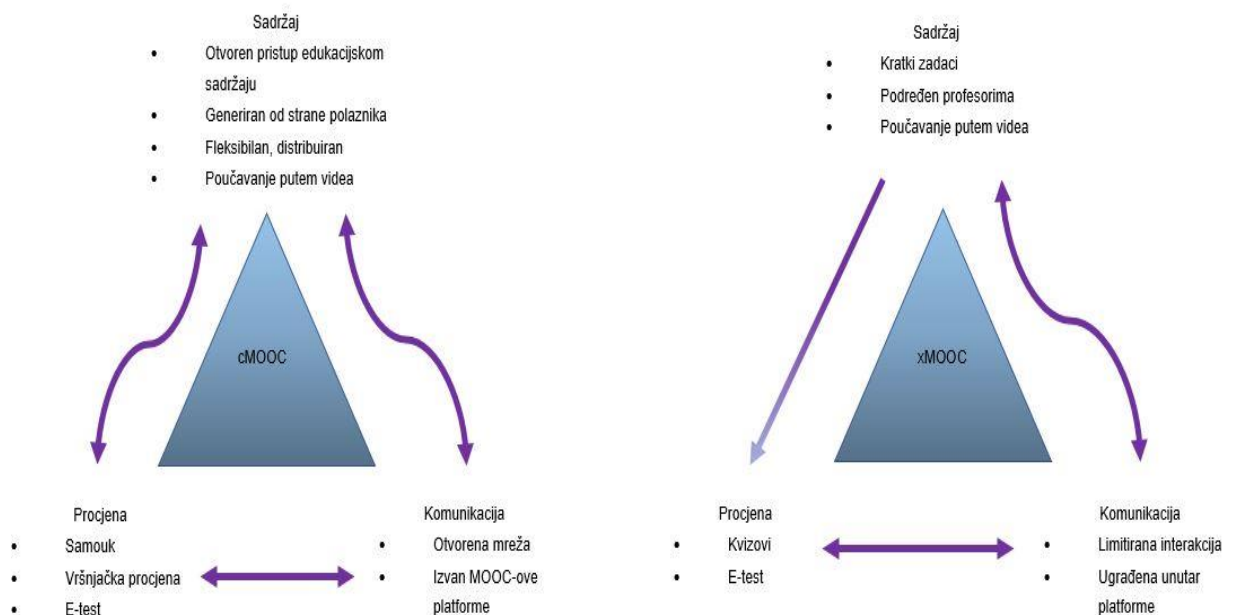 Sadržaj
• Otvoren pristup edukacijskom
sadržaju
• Generiran od strane polaznika
• Fleksibilan, distribuiran
• Poučavanje putem videa
cMOOC
Procjena
• Samouk
• Vršnjačka procjena
• E-test
Komunikacija
• Otvorena mreža
• Izvan MOOC-ove
platforme
Sadržaj
• Kratki zadaci
• Podređen profesorima
• Poučavanje putem videa
xMOOC
Procjena
• Kvizovi
• E-test
Komunikacija
• Limitirana interakcija
• Ugrađena unutar
platforme